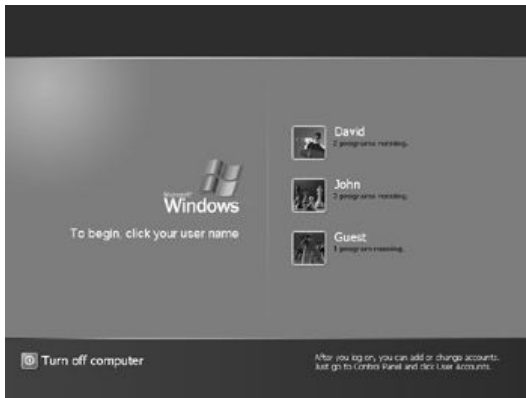 Microsoft
Windows
To begin, click your user name
David
2 programs running.
John
2 programs running.
Guest
1 program running.
Turn off computer
After you log on, you can add or change accounts.
Just go to Control Panel and click User Accounts.